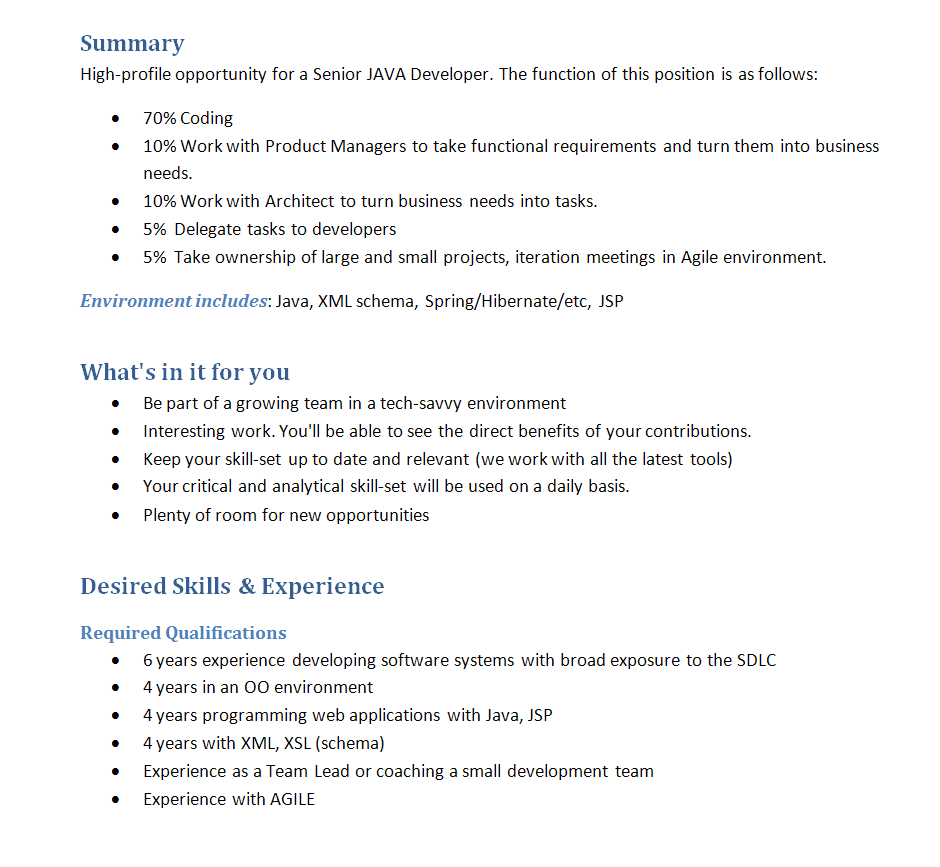 Summary
High-profile opportunity for a Senior JAVA Developer. The function of this position is as follows:
• 70% Coding
• 10% Work with Product Managers to take functional requirements and turn them into business
needs.
• 10% Work with Architect to turn business needs into tasks.
• 5% Delegate tasks to developers
• 5% Take ownership of large and small projects, iteration meetings in Agile environment.
Environment includes: Java, XML schema, Spring/Hibernate/etc, JSP
What's in it for you
• Be part of a growing team in a tech-savvy environment
• Interesting work. You'll be able to see the direct benefits of your contributions.
• Keep your skill-set up to date and relevant (we work with all the latest tools)
• Your critical and analytical skill-set will be used on a daily basis.
• Plenty of room for new opportunities
Desired Skills & Experience
Required Qualifications
• 6 years experience developing software systems with broad exposure to the SDLC
• 4 years in an OO environment
• 4 years programming web applications with Java, JSP
• 4 years with XML, XSL (schema)
• Experience as a Team Lead or coaching a small development team
• Experience with AGILE